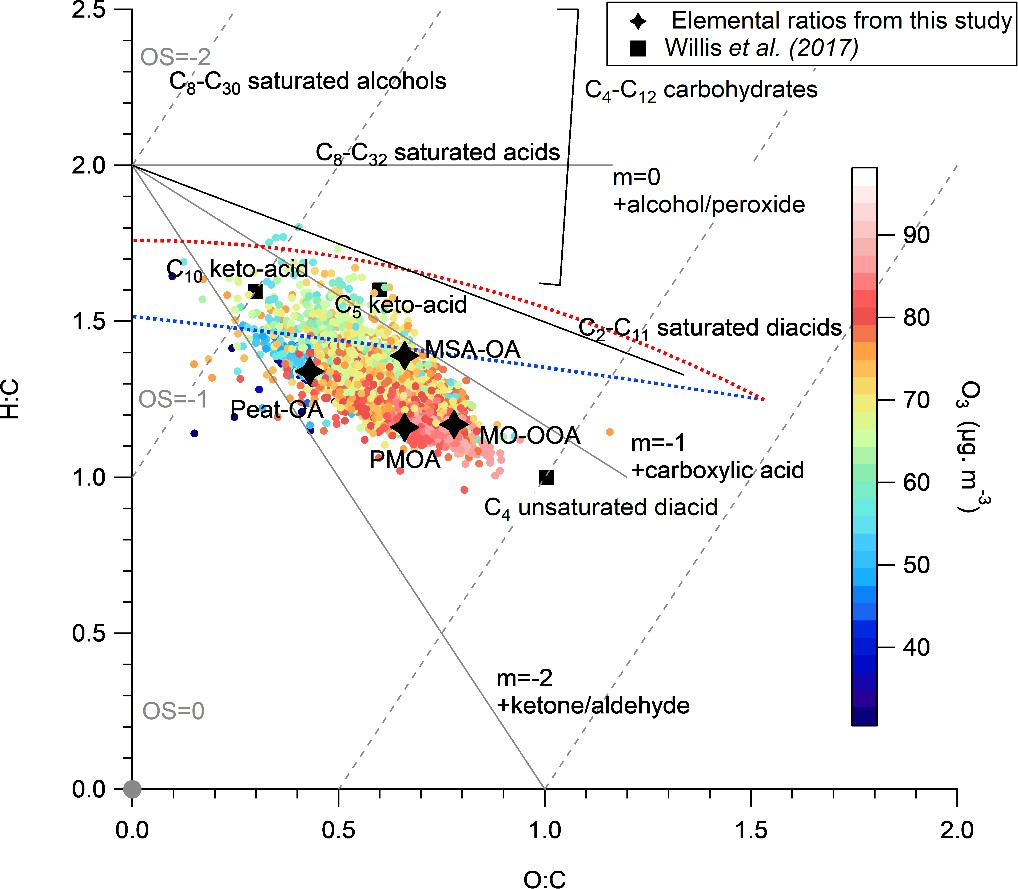 2.5
Elemental ratios from this study
Willis et al. (2017)
OS=-2
C₈-C₃₀ saturated alcohols
C₄-C₁₂ carbohydrates
C₈-C₃₂ saturated acids
2.0
m=0
+alcohol/peroxide
90
C₁₀ keto-acid
C₅ keto-acid
1.5
C₂-C₁₁ saturated diacids
80
MSA-OA
H:C
OS=-1
Peat-OA
70
O₃ (µg. m⁻³)
MO-OOA
m=-1
+carboxylic acid
PMOA
1.0
60
C₄ unsaturated diacid
50
0.5
40
m=-2
+ketone/aldehyde
OS=0
0.0
0.0 0.5 1.0 1.5 2.0
O:C